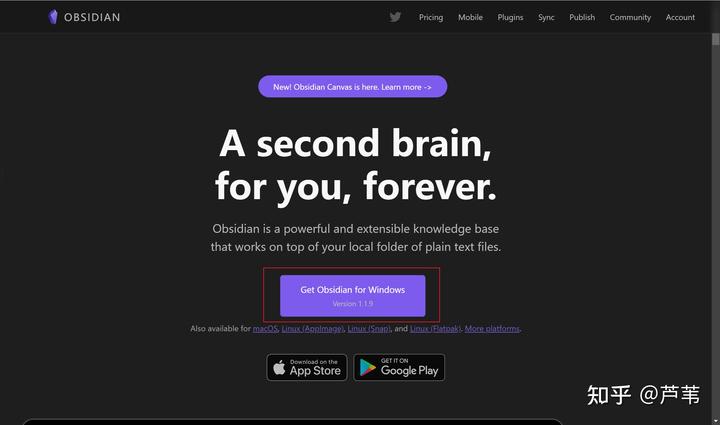 OBSIDIAN
Pricing Mobile Plugins Sync Publish Community Account
New! Obsidian Canvas is here. Learn more ->
A second brain,
for you, forever.
Obsidian is a powerful and extensible knowledge base
that works on top of your local folder of plain text files.
Get Obsidian for Windows
Version 1.1.9
Also available for macOS, Linux (AppImage), Linux (Snap), and Linux (Flatpak). More platforms.
Download on the
App Store
GET IT ON
Google Play
知乎 @芦苇